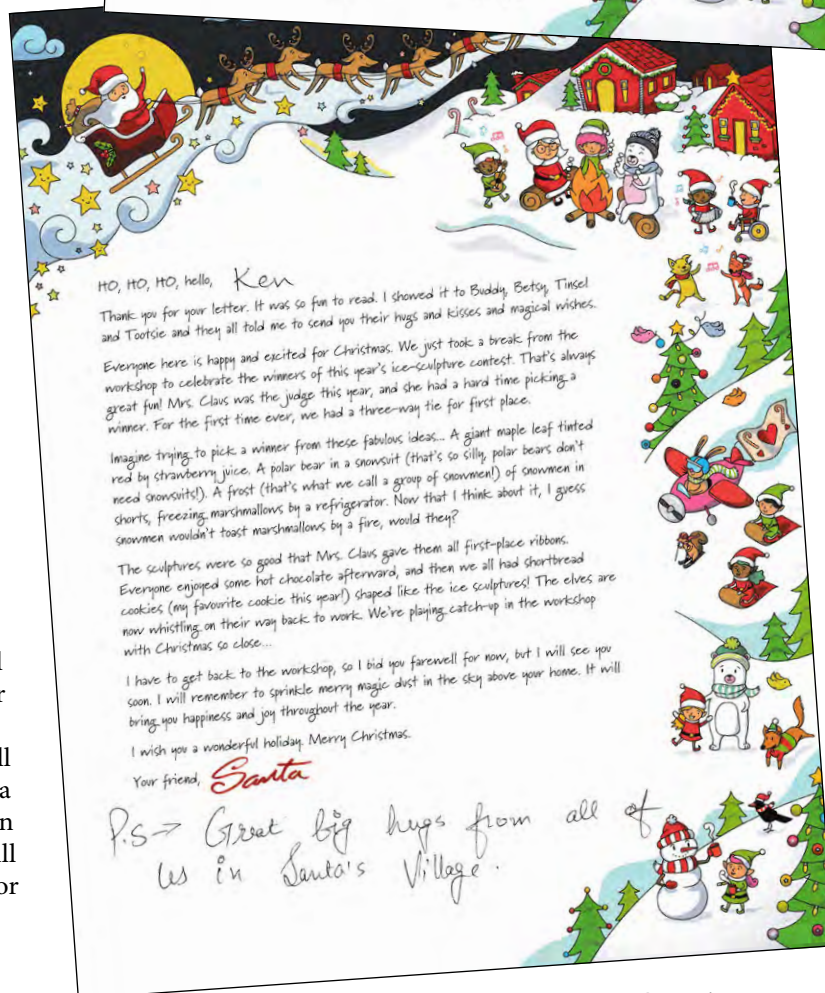 HO, HO, HO, hello, Ken
Thank you for your letter. It was so fun to read. I showed it to Buddy, Betsy, Tinsel
and Tootsie and they all told me to send you their hugs and kisses and magical wishes.
Everyone here is happy and excited for Christmas. We just took a break from the
workshop to celebrate the winners of this year's ice-sculpture contest. That's always
great fun! Mrs. Claus was the judge this year, and she had a hard time picking a
winner. For the first time ever, we had a three-way tie for first place.
Imagine trying to pick a winner from these fabulous ideas... A giant maple leaf tinted
red by strawberry juice. A polar bear in a snowsuit (that's so silly, polar bears don't
need snowsuits!). A frost (that's what we call a group of snowmen!) of snowmen in
shorts, freezing marshmallows by a refrigerator. Now that I think about it, I guess
snowmen wouldn't toast marshmallows by a fire, would they?
The sculptures were so good that Mrs. Claus gave them all first-place ribbons.
Everyone enjoyed some hot chocolate afterward, and then we all had shortbread
cookies (my favourite cookie this year!) shaped like the ice sculptures! The elves are
now whistling on their way back to work. We're playing catch-up in the workshop
with Christmas so close...
I have to get back to the workshop, so I bid you farewell for now, but I will see you
soon. I will remember to sprinkle merry magic dust in the sky above your home. It will
bring you happiness and joy throughout the year.
I wish you a wonderful holiday. Merry Christmas.
Your friend, Santa
P.S → Great big hugs from all of
us in Santa's Village.